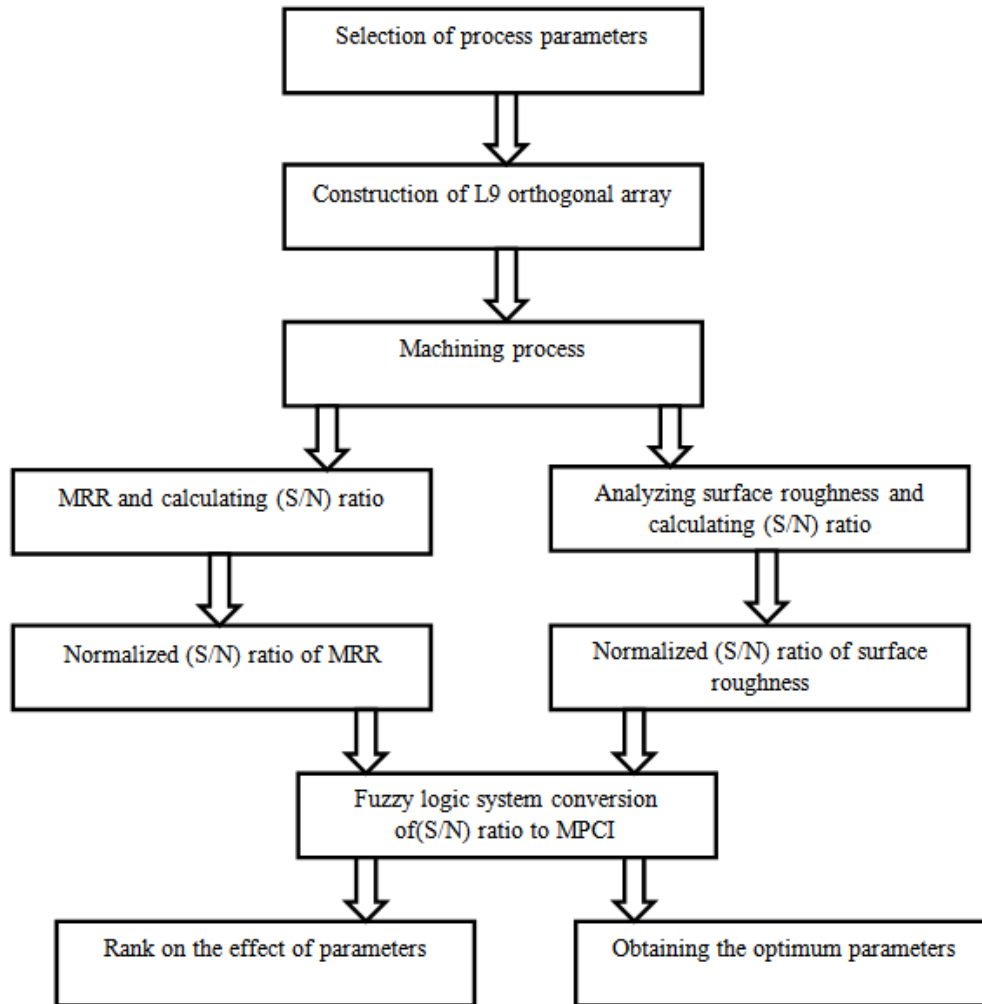 Selection of process parameters
Construction of L9 orthogonal array
Machining process
MRR and calculating (S/N) ratio
Analyzing surface roughness and
calculating (S/N) ratio
Normalized (S/N) ratio of MRR
Normalized (S/N) ratio of surface
roughness
Fuzzy logic system conversion
of(S/N) ratio to MPCI
Rank on the effect of parameters
Obtaining the optimum parameters